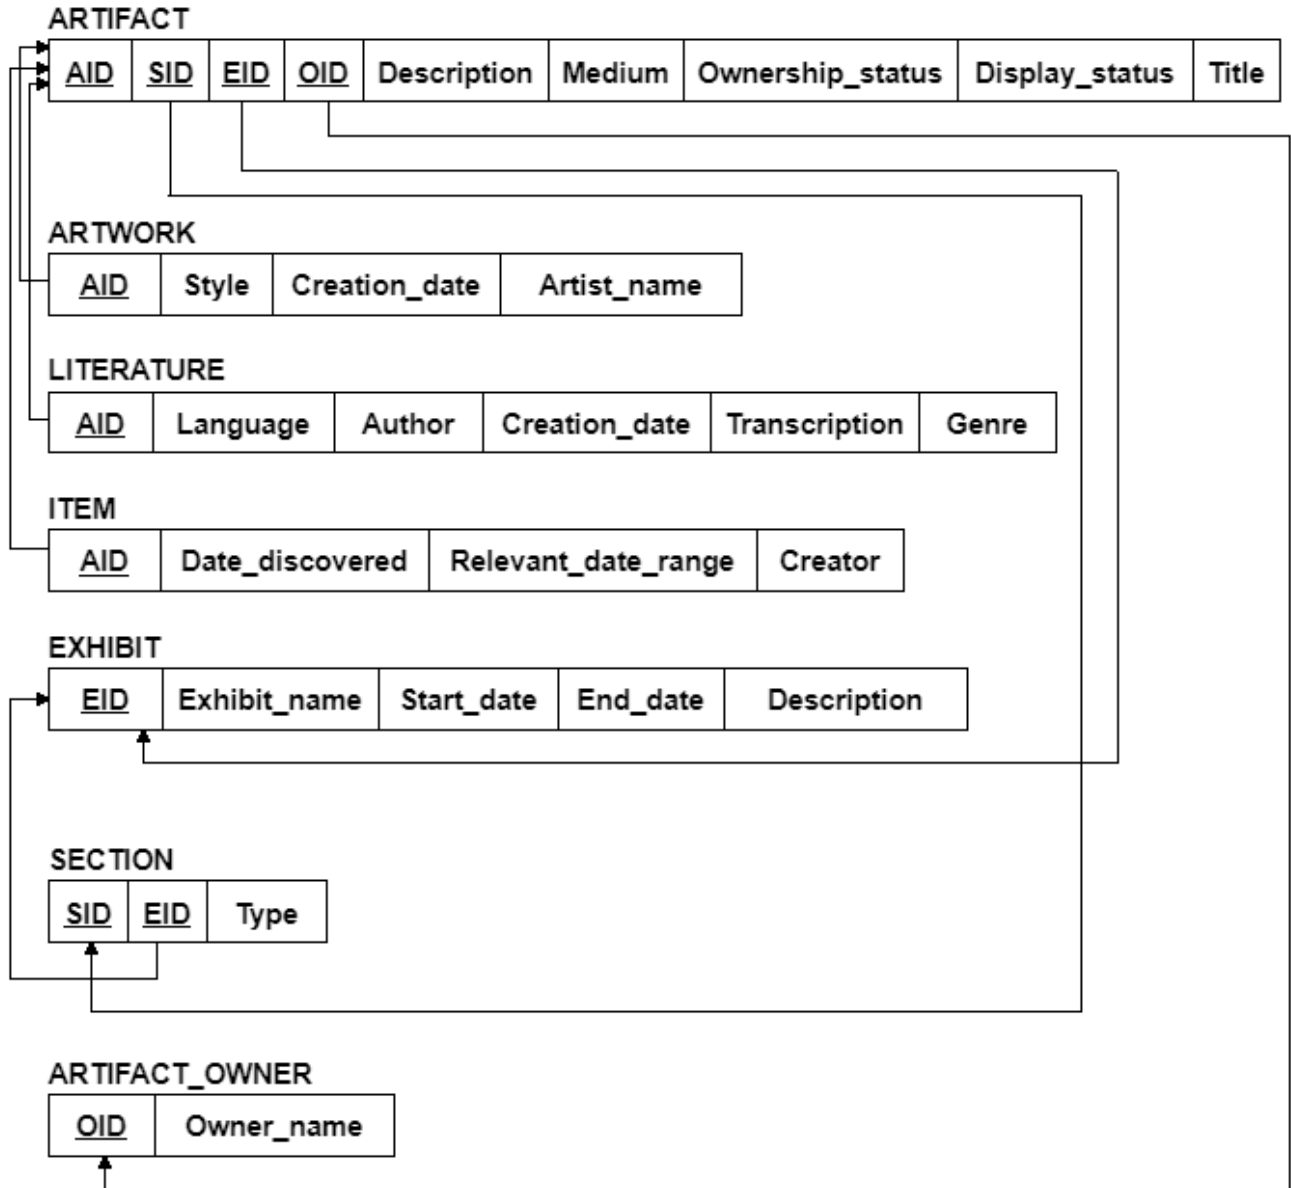 ARTIFACT
AID SID EID OID Description Medium Ownership_status Display_status Title
ARTWORK
AID Style Creation_date Artist_name
LITERATURE
AID Language Author Creation_date Transcription Genre
ITEM
AID Date_discovered Relevant_date_range Creator
EXHIBIT
EID Exhibit_name Start_date End_date Description
SECTION
SID EID Type
ARTIFACT_OWNER
OID Owner_name